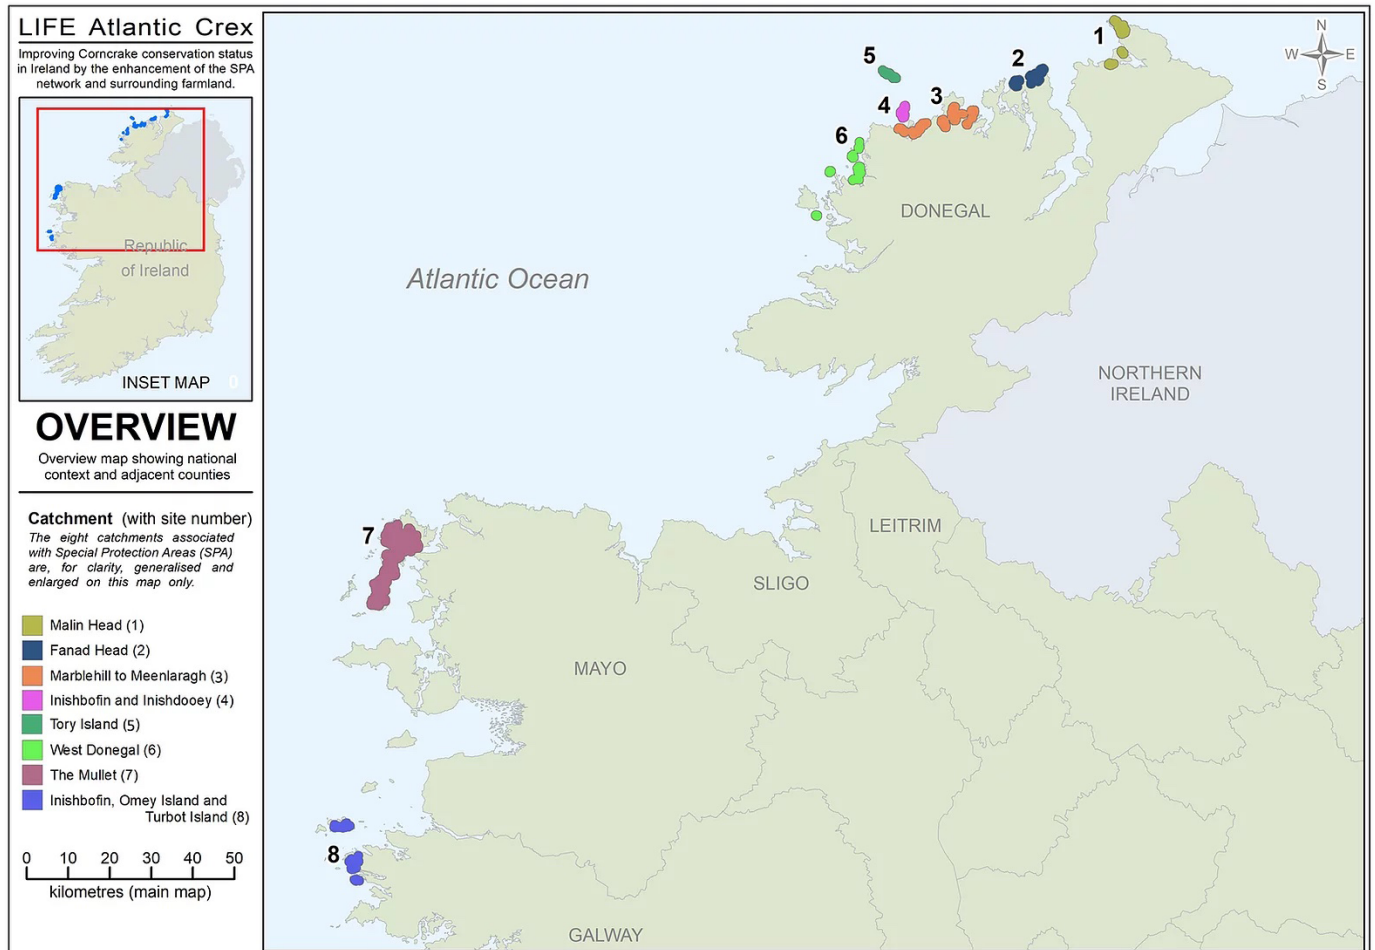 LIFE Atlantic Crex
Improving Corncrake conservation status
in Ireland by the enhancement of the SPA
network and surrounding farmland.
Republic
of Ireland
INSET MAP
0
OVERVIEW
Overview map showing national
context and adjacent counties
Catchment (with site number)
The eight catchments associated
with Special Protection Areas (SPA)
are, for clarity, generalised and
enlarged on this map only.
Malin Head (1)
Fanad Head (2)
Marblehill to Meenlaragh (3)
Inishbofin and Inishdooey (4)
Tory Island (5)
West Donegal (6)
The Mullet (7)
Inishbofin, Omey Island and
Turbot Island (8)
0 10 20 30 40 50
kilometres (main map)
N
W E
S
1
2
5
3
4
6
DONEGAL
Atlantic Ocean
NORTHERN
IRELAND
7
LEITRIM
SLIGO
MAYO
8
GALWAY